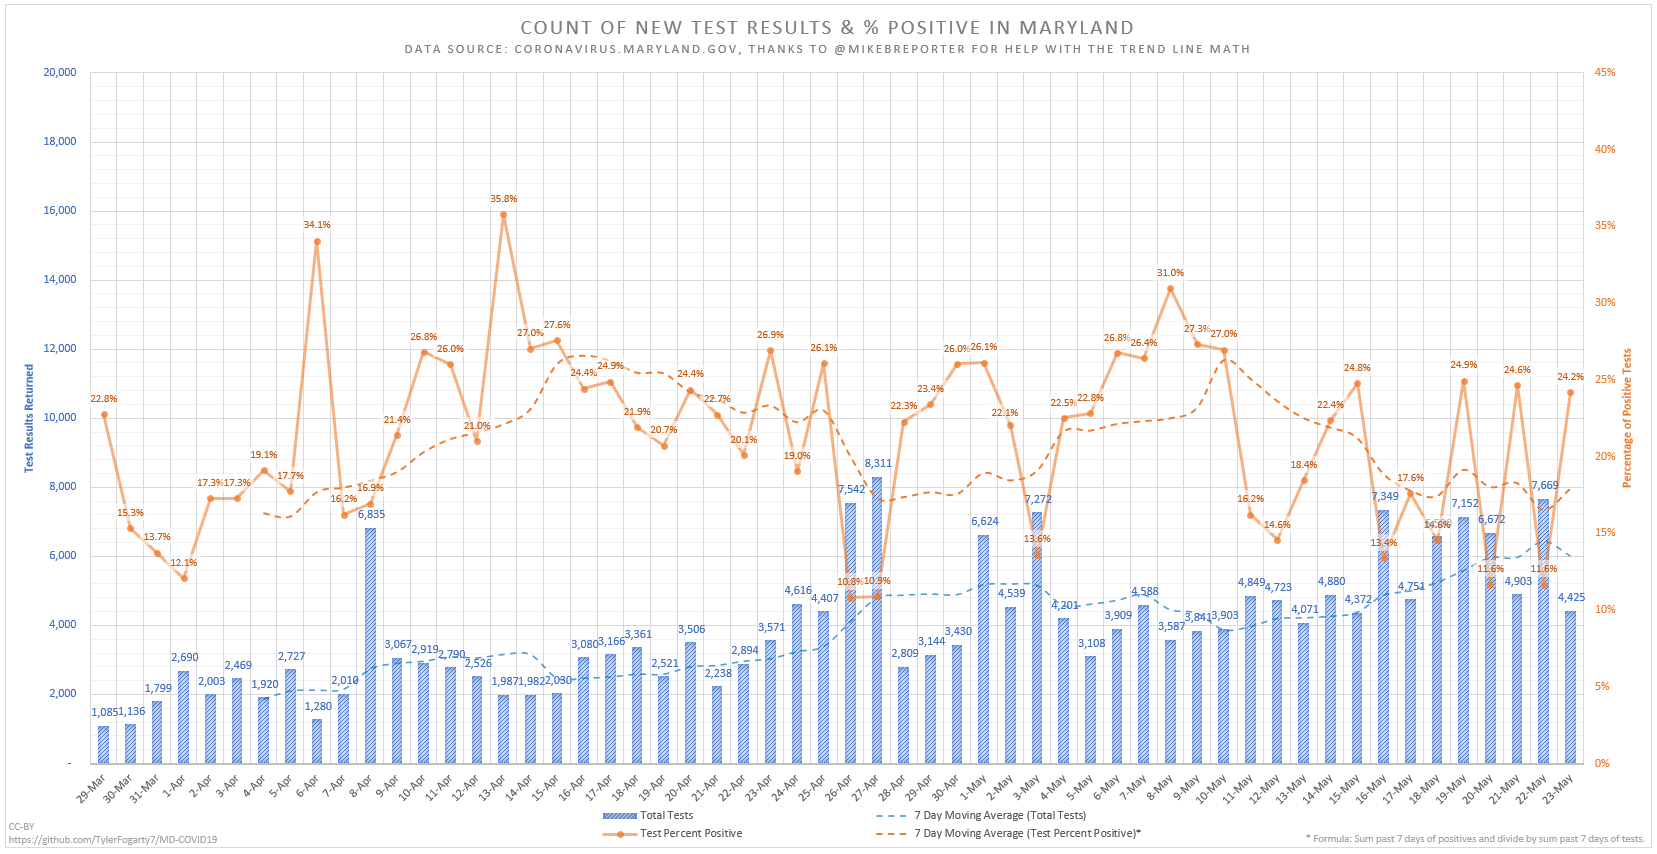 COUNT OF NEW TEST RESULTS & % POSITIVE IN MARYLAND
DATA SOURCE: CORONAVIRUS.MARYLAND.GOV, THANKS TO @MIKEBREPORTER FOR HELP WITH THE TREND LINE MATH
Test Results Returned
20,000
18,000
16,000
14,000
12,000
10,000
8,000
6,000
4,000
2,000
-
22.8% 15.3% 13.7% 12.1% 17.3% 17.3% 19.1% 17.7% 34.1% 16.2% 16.9% 21.4% 26.8% 26.0% 21.0% 35.8% 27.0% 27.6% 24.4% 24.9% 21.9% 20.7% 24.4% 22.7% 20.1% 26.9% 19.0% 26.1% 10.8% 10.9% 22.3% 23.4% 26.0% 26.1% 22.1% 13.6% 22.5% 22.8% 26.8% 26.4% 31.0% 27.3% 27.0% 16.2% 14.6% 18.4% 22.4% 24.8% 13.4% 17.6% 14.6% 24.9% 11.6% 24.6% 11.6% 24.2%
1,085 1,136 1,799 2,690 2,003 2,469 1,920 2,727 1,280 2,010 6,835 3,067 2,919 2,790 2,526 1,987 1,982 2,030 3,080 3,166 3,361 2,521 3,506 2,238 2,894 3,571 4,616 4,407 7,542 8,311 2,809 3,144 3,430 6,624 4,539 7,272 4,201 3,108 3,909 4,588 3,587 3,841 3,903 4,849 4,723 4,071 4,880 4,372 7,349 4,751 7,152 6,672 4,903 7,669 4,425
45%
40%
35%
30%
25%
20%
15%
10%
5%
0%
Percentage of Positive Tests
29-Mar 30-Mar 31-Mar 1-Apr 2-Apr 3-Apr 4-Apr 5-Apr 6-Apr 7-Apr 8-Apr 9-Apr 10-Apr 11-Apr 12-Apr 13-Apr 14-Apr 15-Apr 16-Apr 17-Apr 18-Apr 19-Apr 20-Apr 21-Apr 22-Apr 23-Apr 24-Apr 25-Apr 26-Apr 27-Apr 28-Apr 29-Apr 30-Apr 1-May 2-May 3-May 4-May 5-May 6-May 7-May 8-May 9-May 10-May 11-May 12-May 13-May 14-May 15-May 16-May 17-May 18-May 19-May 20-May 21-May 22-May 23-May
Total Tests
7 Day Moving Average (Total Tests)
Test Percent Positive
7 Day Moving Average (Test Percent Positive)*
CC-BY
https://github.com/TylerFogarty7/MD-COVID19
* Formula: Sum past 7 days of positives and divide by sum past 7 days of tests.